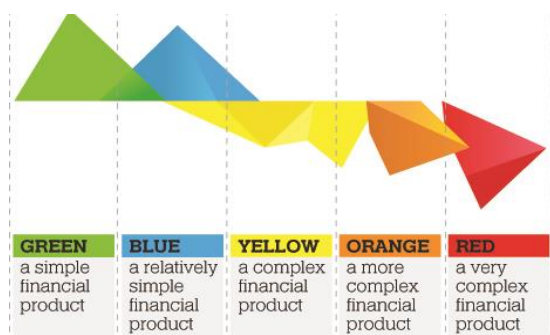 GREEN
a simple
financial
product
BLUE
a relatively
simple
financial
product
YELLOW
a complex
financial
product
ORANGE
a more
complex
financial
product
RED
a very
complex
financial
product